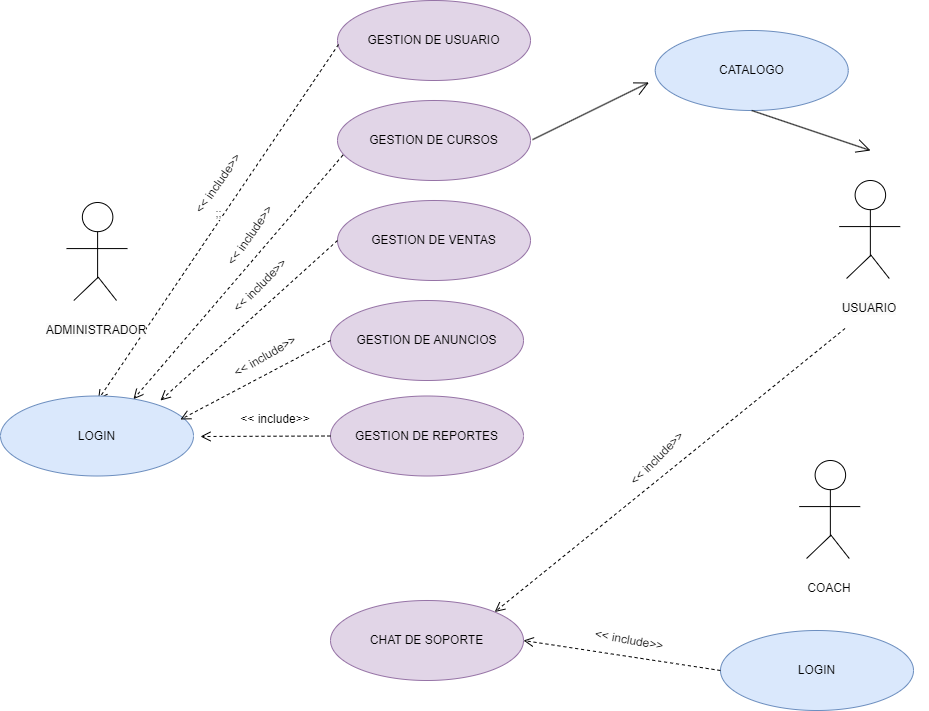 GESTION DE USUARIO
CATALOGO
GESTION DE CURSOS
<< include>>
<< include>>
GESTION DE VENTAS
<< include>>
USUARIO
ADMINISTRADOR
GESTION DE ANUNCIOS
<< include>>
<< include>>
LOGIN
GESTION DE REPORTES
<< include>>
COACH
CHAT DE SOPORTE
<< include>>
LOGIN